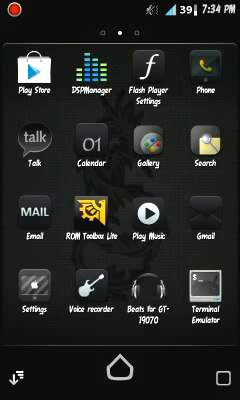 39 7:34 PM
Play Store DSPManager Flash Player Settings Phone
talk 01
Talk Calendar Gallery Search
MAIL
Email ROM Toolbox Lite Play Music Gmail
$_
Settings Voice recorder Beats for GT-I9070 Terminal Emulator